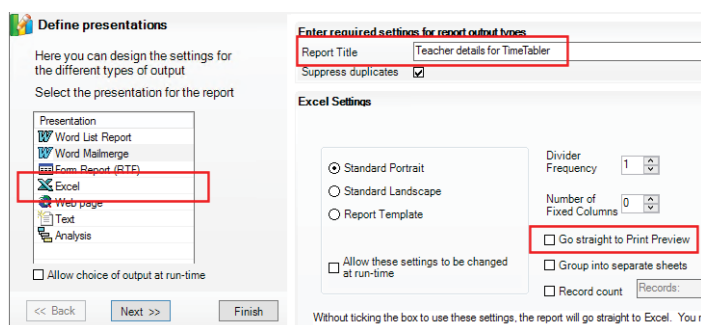 Define presentations
Here you can design the settings for
the different types of output
Select the presentation for the report
Presentation
Word List Report
Word Mailmerge
Form Report (RTF)
Excel
Web page
Text
Analysis
Allow choice of output at run-time
<< Back
Next >>
Finish
Enter required settings for report output types
Report Title
Teacher details for TimeTabler
Suppress duplicates
Excel Settings
Standard Portrait
Standard Landscape
Report Template
Allow these settings to be changed
at run-time
Divider
Frequency
1
Number of
Fixed Columns
0
Go straight to Print Preview
Group into separate sheets
Record count
Records:
Without ticking the box to use these settings, the report will go straight to Excel. You